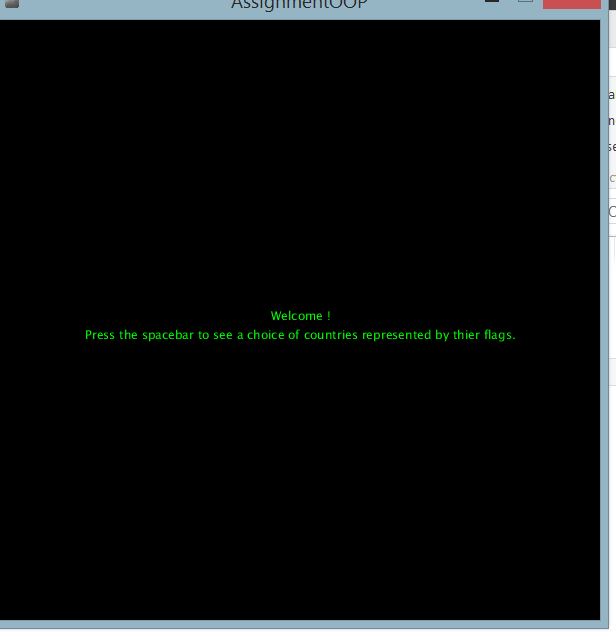 AssignmentOOP
Welcome !
Press the spacebar to see a choice of countries represented by thier flags.